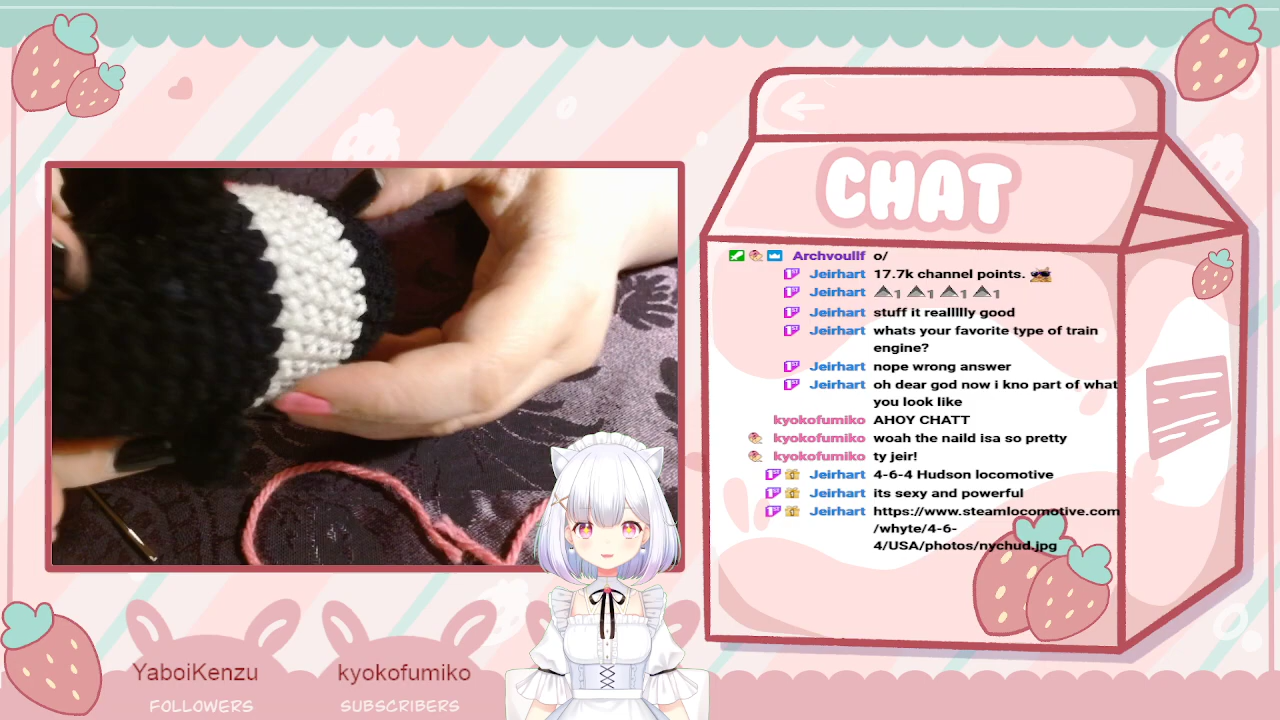 CHAT
Archvoullf o/
Jeirhart 17.7k channel points.
Jeirhart 1 1 1 1
Jeirhart stuff it reallllly good
Jeirhart whats your favorite type of train
engine?
Jeirhart nope wrong answer
Jeirhart oh dear god now i kno part of what
you look like
kyokofumiko AHOY CHATT
kyokofumiko woah the naild isa so pretty
kyokofumiko ty jeir!
Jeirhart 4-6-4 Hudson locomotive
Jeirhart its sexy and powerful
Jeirhart https://www.steamlocomotive.com
/whyte/4-6-
4/USA/photos/nychud.jpg
YaboiKenzu
FOLLOWERS
kyokofumiko
SUBSCRIBERS